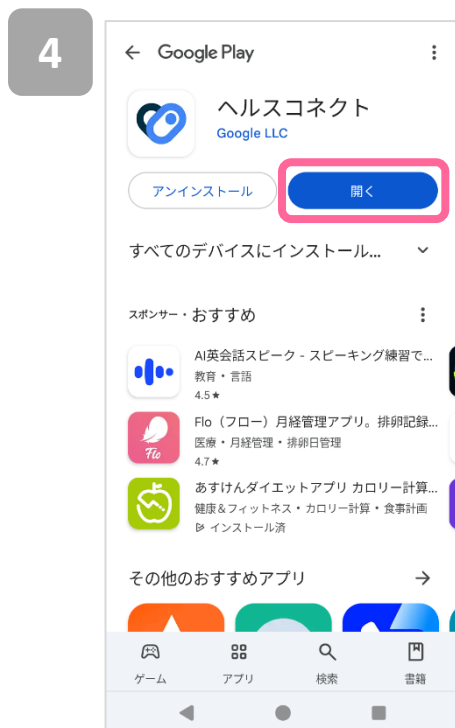 4
Google Play
ヘルスコネクト
Google LLC
アンインストール
開く
すべてのデバイスにインストール...
スポンサー・おすすめ
AI英会話スピーク - スピーキング練習で...
教育・言語
4.5★
Flo（フロー）月経管理アプリ。排卵記録...
医療・月経管理・排卵日管理
4.7★
Flo
あすけんダイエットアプリ カロリー計算...
健康＆フィットネス・カロリー計算・食事計画
インストール済
その他のおすすめアプリ
ゲーム
アプリ
検索
書籍